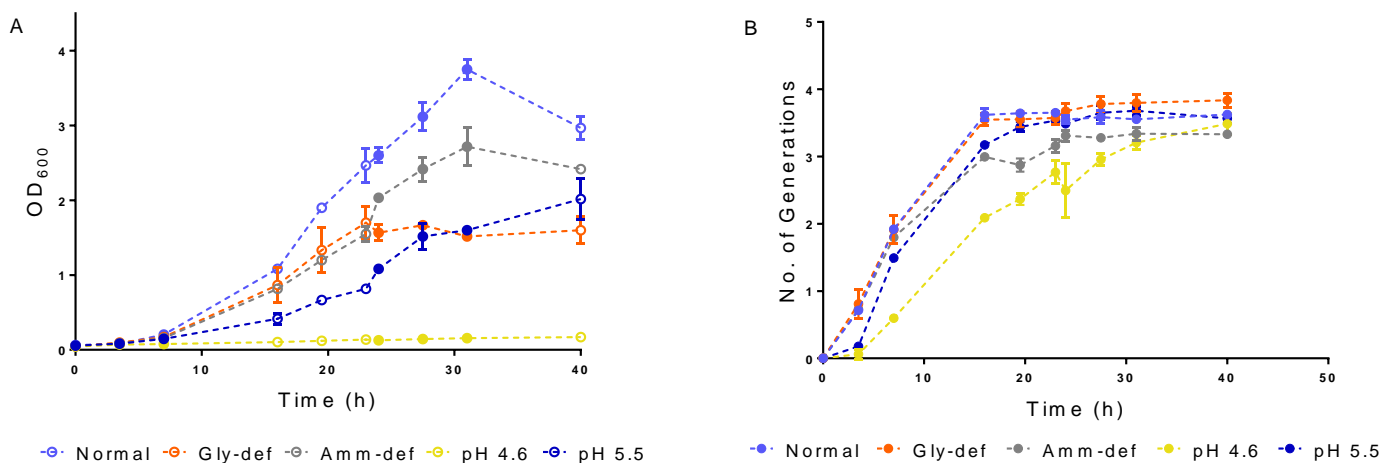 A
OD600
4
3
2
1
0
0 10 20 30 40
Time (h)
Normal Gly-def Amm-def pH 4.6 pH 5.5
B
No. of Generations
5
4
3
2
1
0
0 10 20 30 40 50
Time (h)
Normal Gly-def Amm-def pH 4.6 pH 5.5